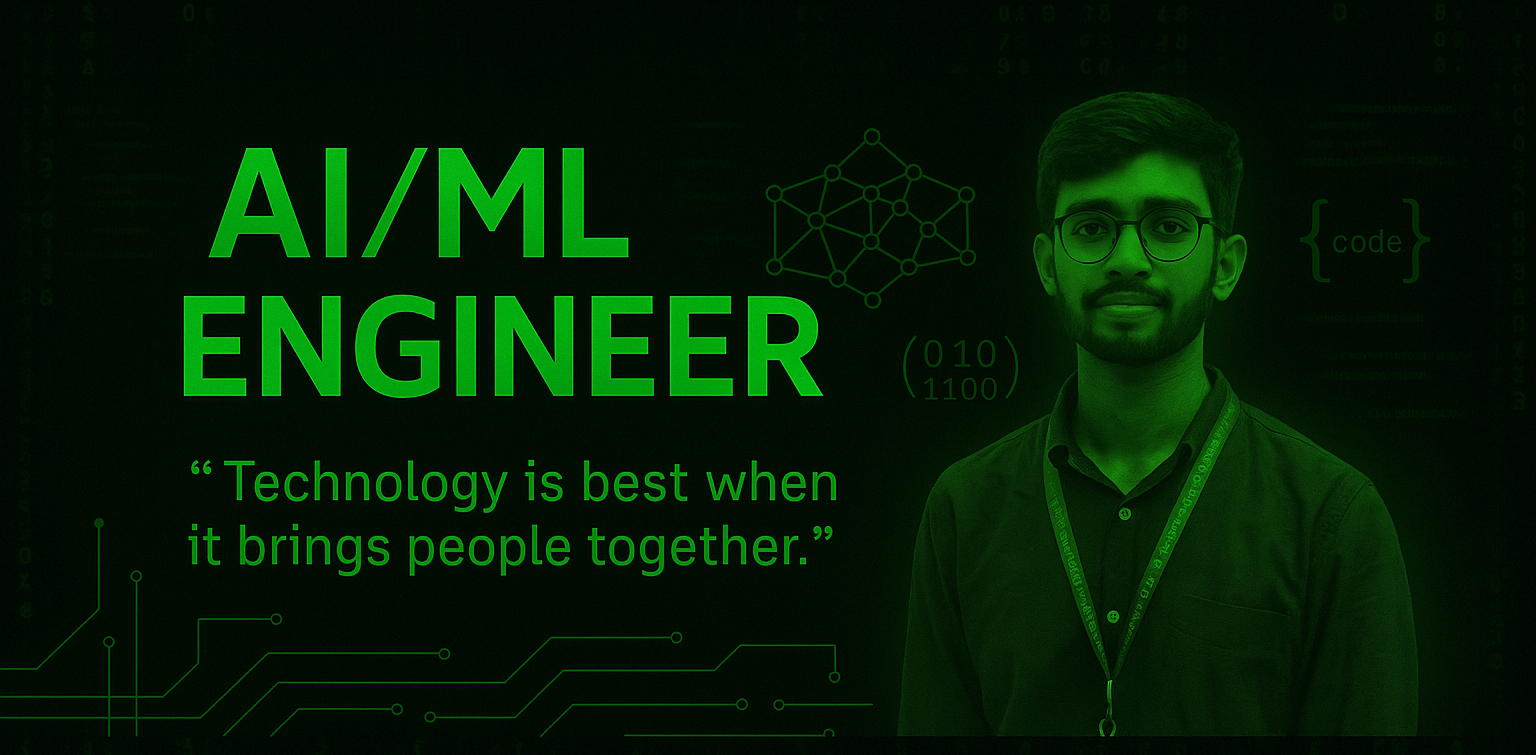 AI/ML
ENGINEER
“Technology is best when
it brings people together.”
010
1100
{code}